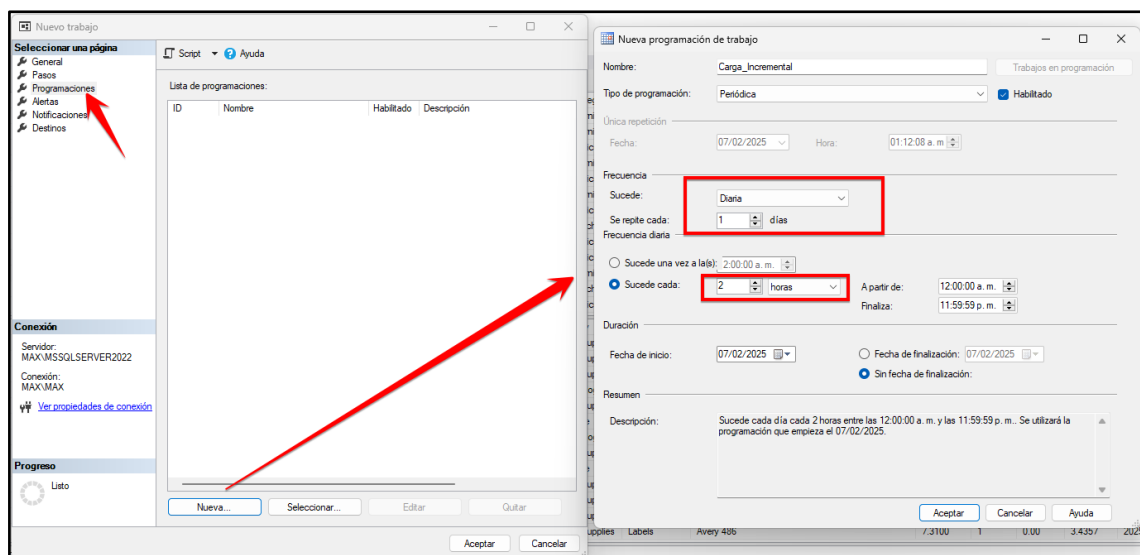 Nuevo trabajo
Seleccionar una página
General
Pasos
Programaciones
Alertas
Notificaciones
Destinos
Script Ayuda
Lista de programaciones:
ID Nombre Habilitado Descripción
Conexión
Servidor:
MAX\MSSQLSERVER2022
Conexión:
MAX\MAX
Ver propiedades de conexión
Progreso
Listo
Nueva... Seleccionar... Editar Quitar
Aceptar Cancelar
Nueva programación de trabajo
Nombre: Carga_Incremental Trabajos en programación
Tipo de programación: Periódica Habilitado
Única repetición
Fecha: 07/02/2025 Hora: 01:12:08 a. m
Frecuencia
Sucede: Diaria
Se repite cada: 1 días
Frecuencia diaria
Sucede una vez a la(s): 2:00:00 a. m.
Sucede cada: 2 horas A partir de: 12:00:00 a. m.
Finaliza: 11:59:59 p. m.
Duración
Fecha de inicio: 07/02/2025 Fecha de finalización: 07/02/2025
Sin fecha de finalización:
Resumen
Descripción: Sucede cada día cada 2 horas entre las 12:00:00 a. m. y las 11:59:59 p. m.. Se utilizará la
programación que empieza el 07/02/2025.
Aceptar Cancelar Ayuda
upplies Labels Avery 486 7.3100 1 0.00 3.4357